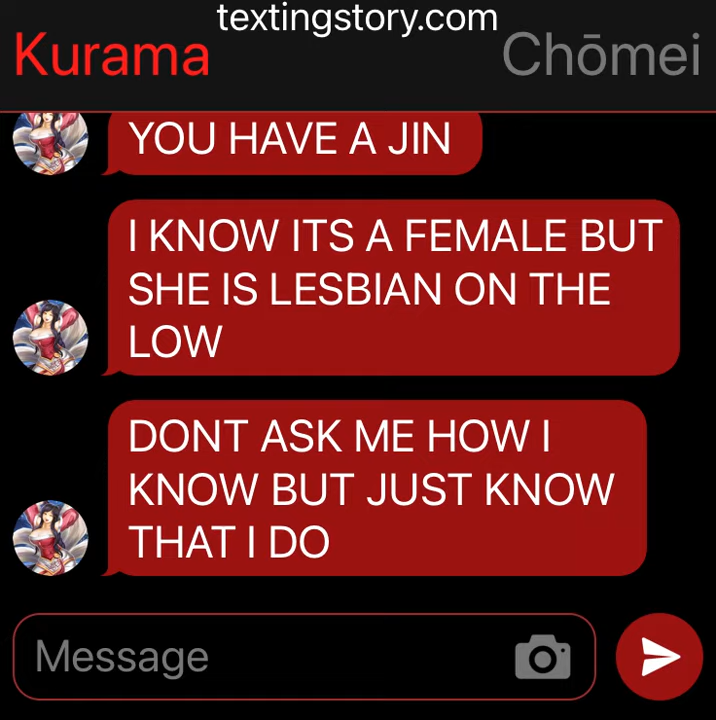 textingstory.com
Kurama
Chōmei
YOU HAVE A JIN
I KNOW ITS A FEMALE BUT
SHE IS LESBIAN ON THE
LOW
DONT ASK ME HOW I
KNOW BUT JUST KNOW
THAT I DO
Message